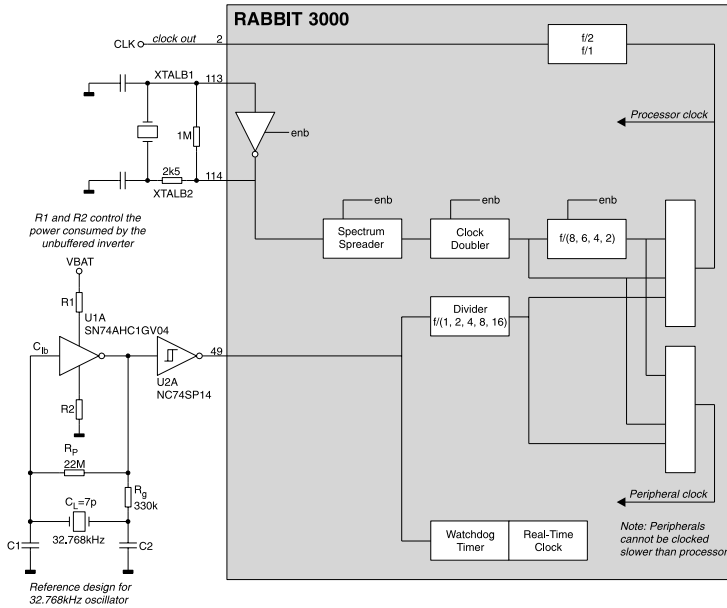 RABBIT 3000
CLK
clock out
2
f/2
f/1
XTALB1
113
Processor clock
enb
1M
2k5
114
XTALB2
enb
enb
enb
R1 and R2 control the
power consumed by the
unbuffered inverter
Spectrum
Spreader
Clock
Doubler
f/(8, 6, 4, 2)
VBAT
R1
U1A
SN74AHC1GV04
Divider
f/(1, 2, 4, 8, 16)
Clb
49
U2A
NC74SP14
R2
RP
22M
Rg
330k
Peripheral clock
CL=7p
C1
32.768kHz
C2
Watchdog
Timer
Real-Time
Clock
Note: Peripherals
cannot be clocked
slower than processor
Reference design for
32.768kHz oscillator